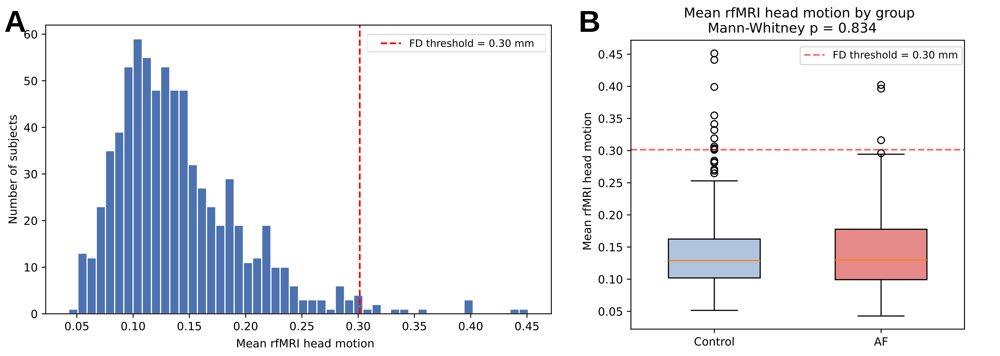 A
60
50
40
30
20
10
0
Number of subjects
FD threshold = 0.30 mm
0.05 0.10 0.15 0.20 0.25 0.30 0.35 0.40 0.45
Mean rfMRI head motion
B
Mean rfMRI head motion by group
Mann-Whitney p = 0.834
0.45
0.40
0.35
0.30
0.25
0.20
0.15
0.10
0.05
Mean rfMRI head motion
FD threshold = 0.30 mm
Control AF